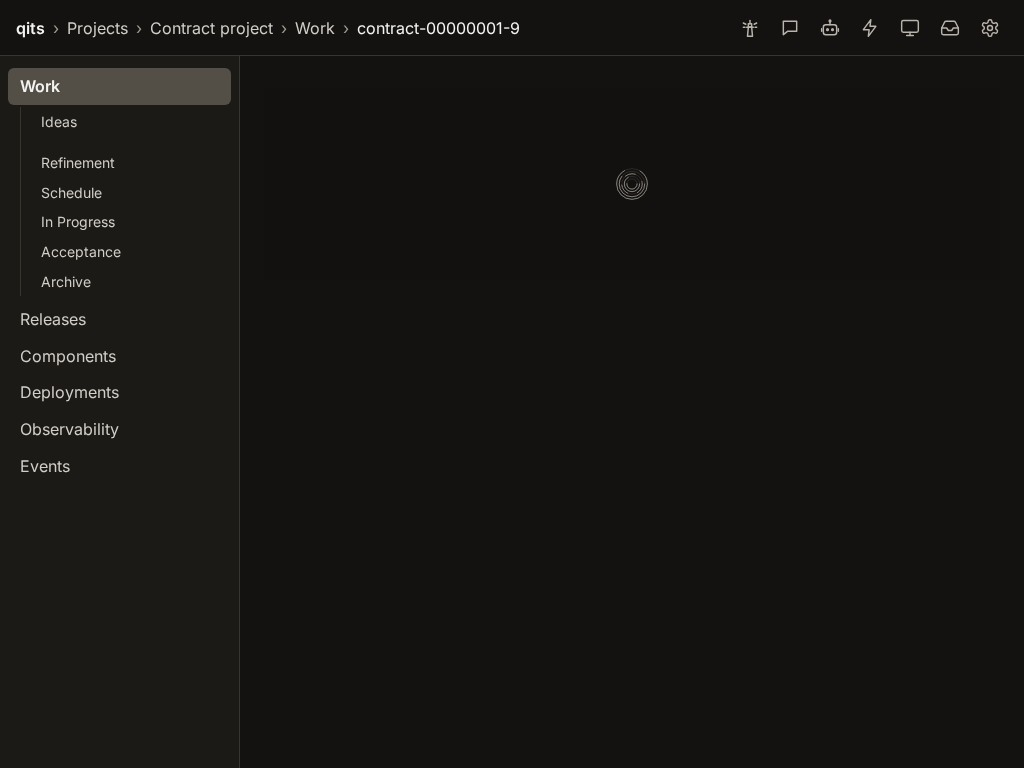 qits › Projects › Contract project › Work › contract-00000001-9
Work
Ideas
Refinement
Schedule
In Progress
Acceptance
Archive
Releases
Components
Deployments
Observability
Events